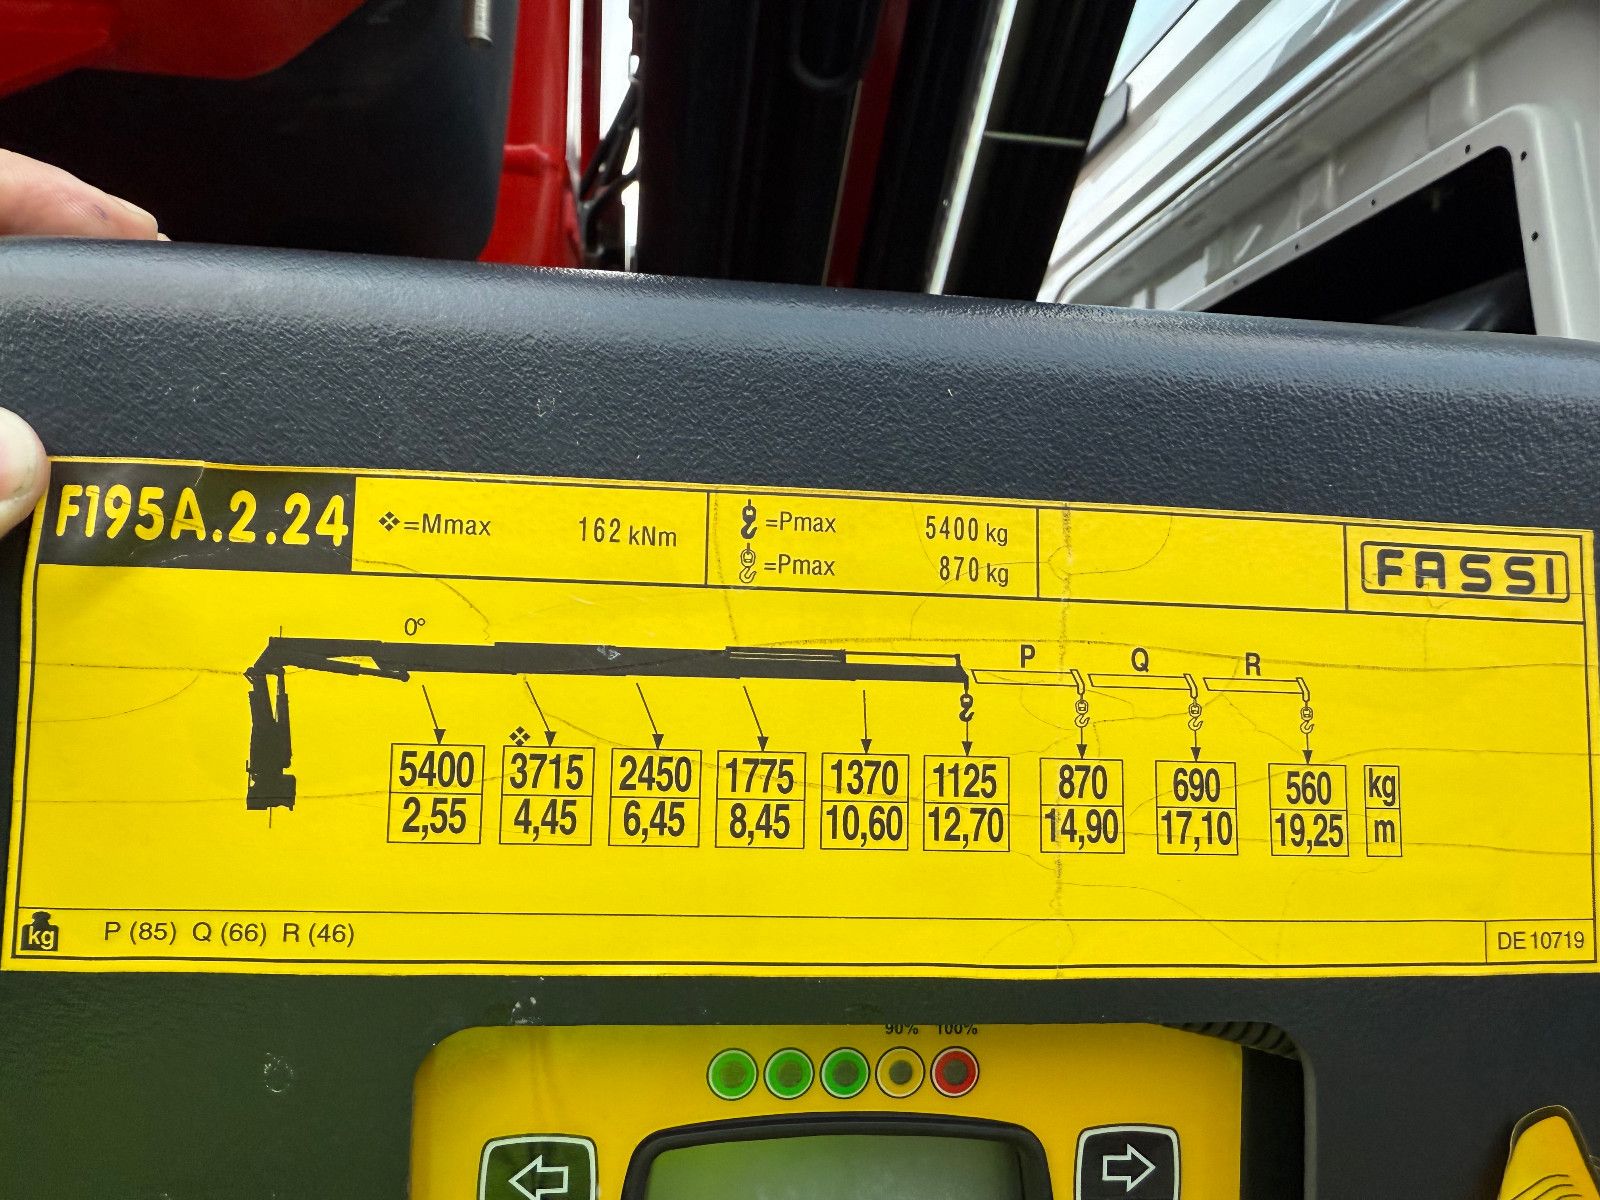 F195A.2.24
=Mmax 162 kNm
=Pmax 5400 kg
=Pmax 870 kg
FASSI
0°
P Q R
5400 3715 2450 1775 1370 1125 870 690 560 kg
2,55 4,45 6,45 8,45 10,60 12,70 14,90 17,10 19,25 m
kg P (85) Q (66) R (46)
DE10719
90% 100%